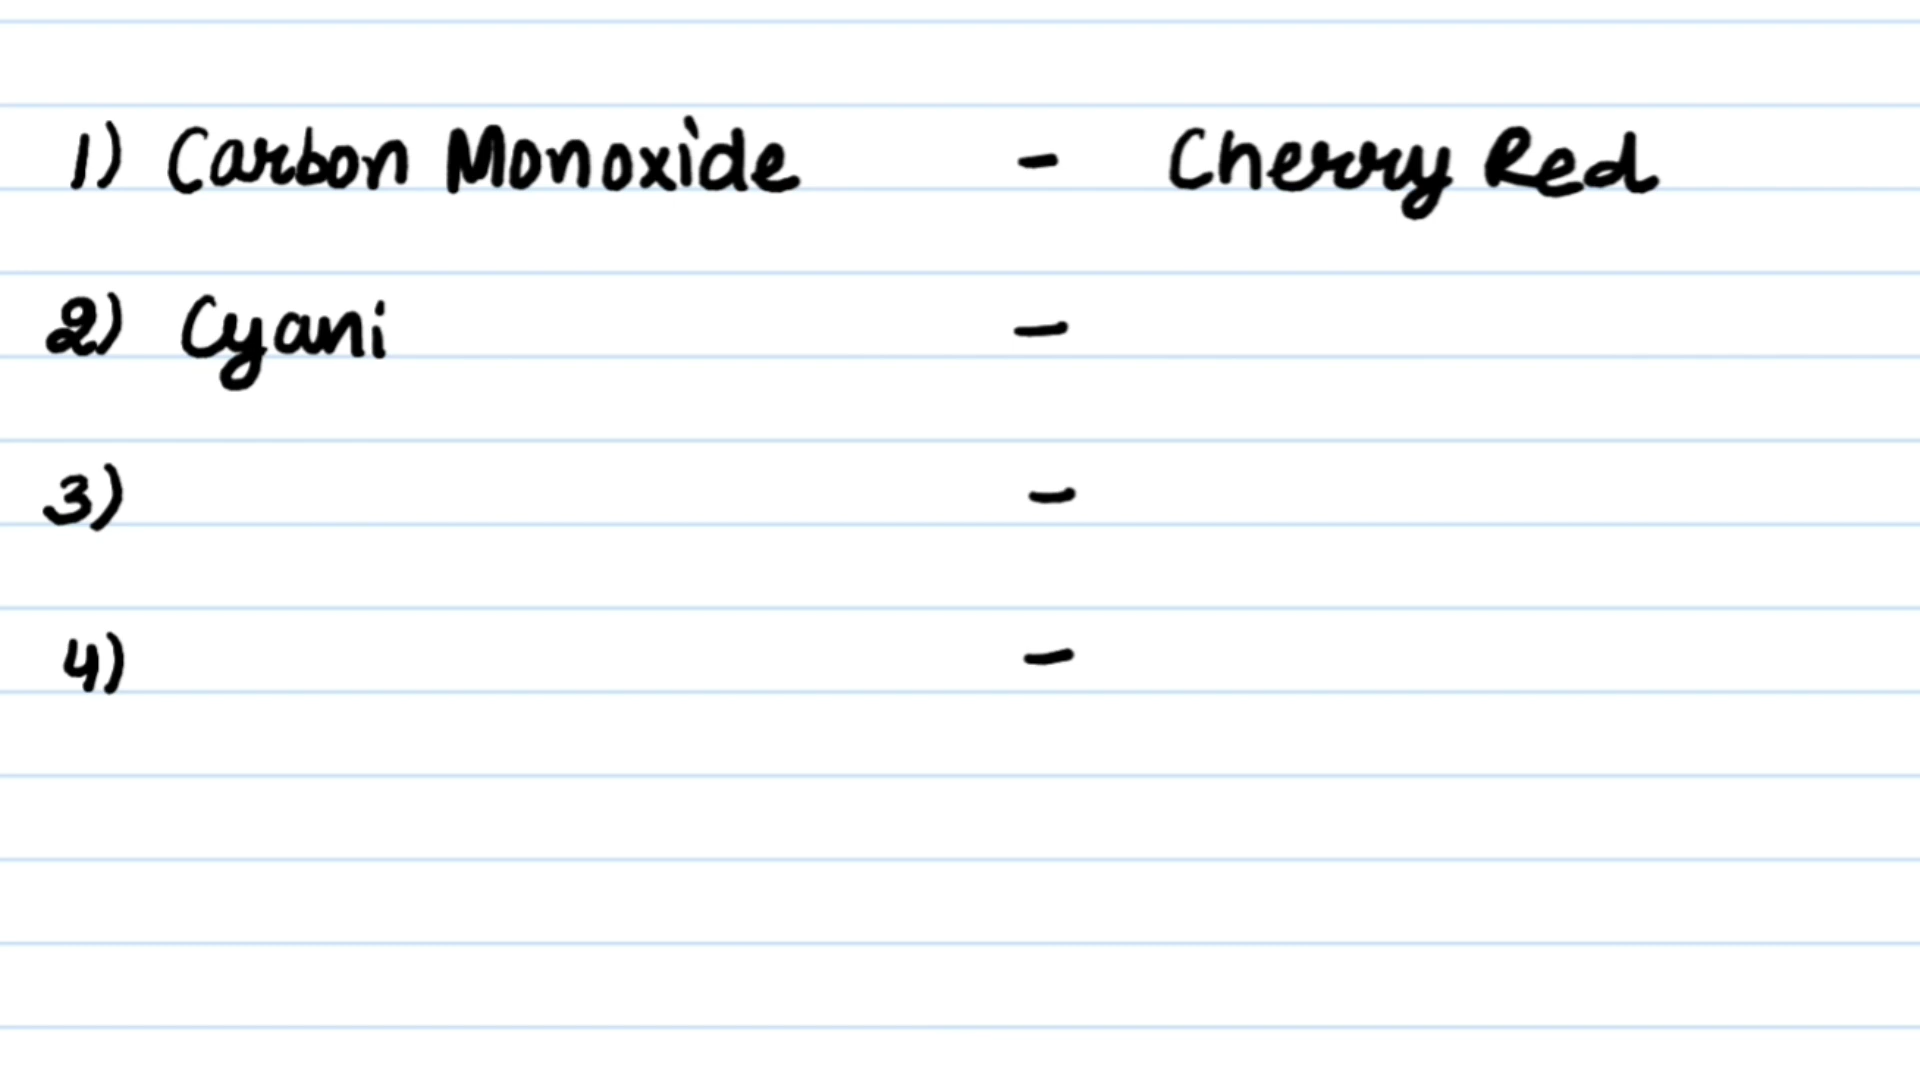 1) Carbon Monoxide - Cherry Red
2) Cyani -
3) -
4) -